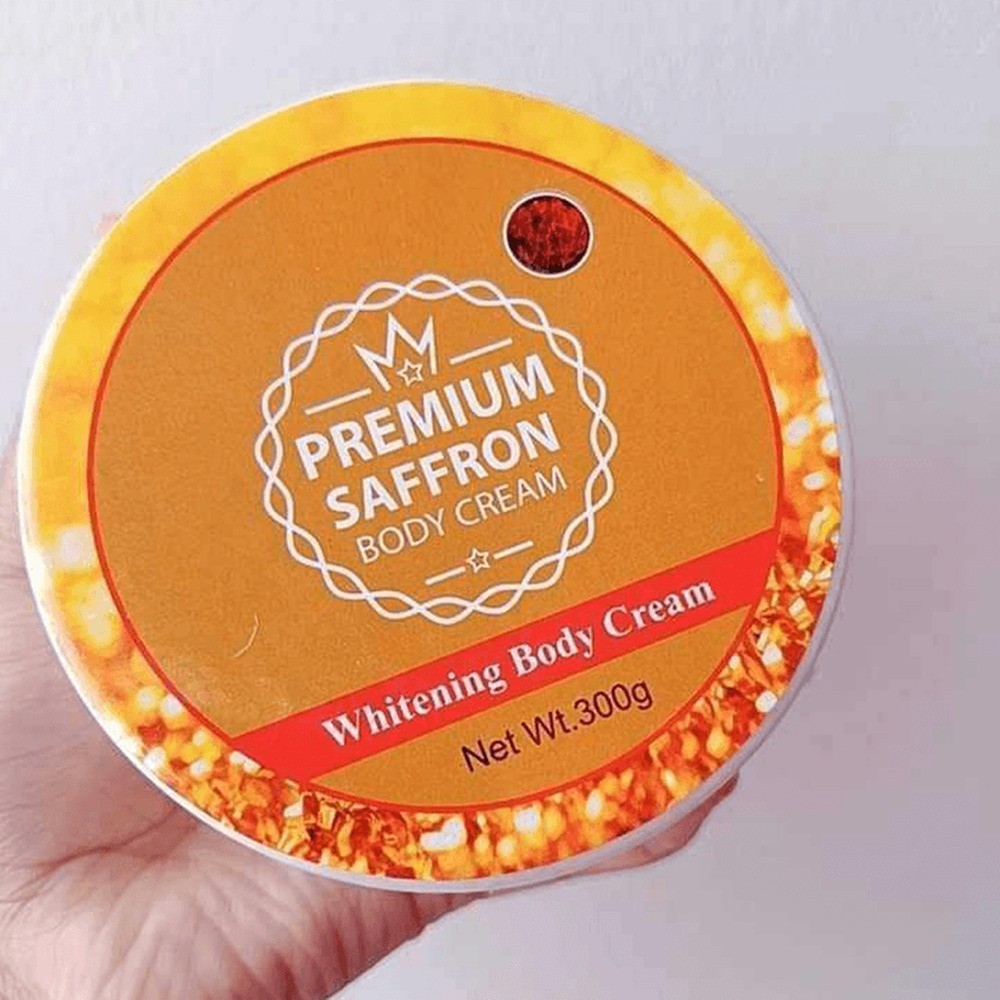 PREMIUM
SAFFRON
BODY CREAM
Whitening Body Cream
Net Wt.300g